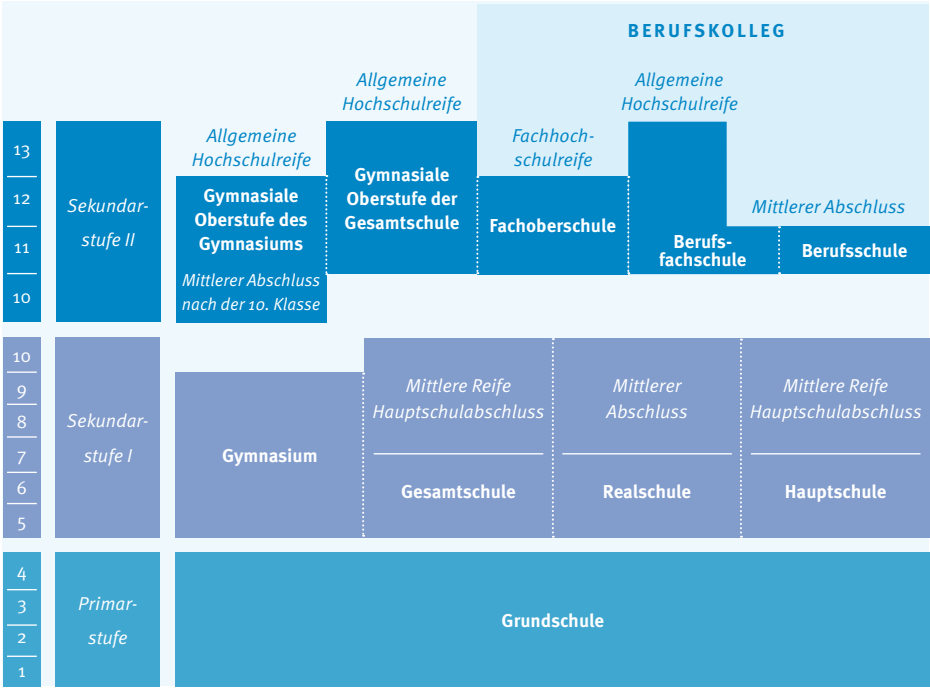 BERUFSKOLLEG
Allgemeine
Hochschulreife
Allgemeine
Hochschulreife
Allgemeine
Hochschulreife
Fachhoch-
schulreife
13
12
11
10
Sekundar-
stufe II
Gymnasiale
Oberstufe des
Gymnasiums
Mittlerer Abschluss
nach der 10. Klasse
Gymnasiale
Oberstufe der
Gesamtschule
Fachoberschule
Berufs-
fachschule
Mittlerer Abschluss
Berufsschule
10
9
8
7
6
5
Sekundar-
stufe I
Gymnasium
Mittlere Reife
Hauptschulabschluss
Gesamtschule
Mittlerer
Abschluss
Realschule
Mittlere Reife
Hauptschulabschluss
Hauptschule
4
3
2
1
Primar-
stufe
Grundschule